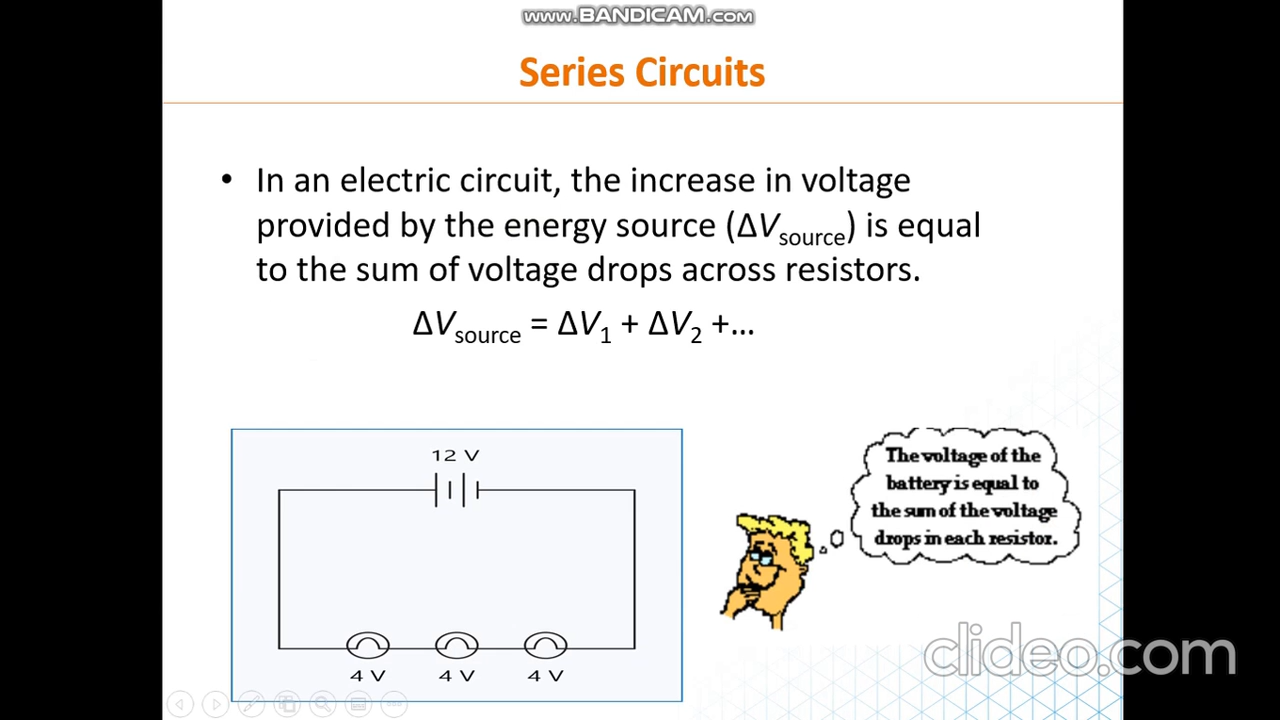 www.BANDICAM.com
Series Circuits
• In an electric circuit, the increase in voltage
provided by the energy source (ΔVsource) is equal
to the sum of voltage drops across resistors.
ΔVsource = ΔV1 + ΔV2 +...
12 V
4 V 4 V 4 V
The voltage of the
battery is equal to
the sum of the voltage
drops in each resistor.
clideo.com